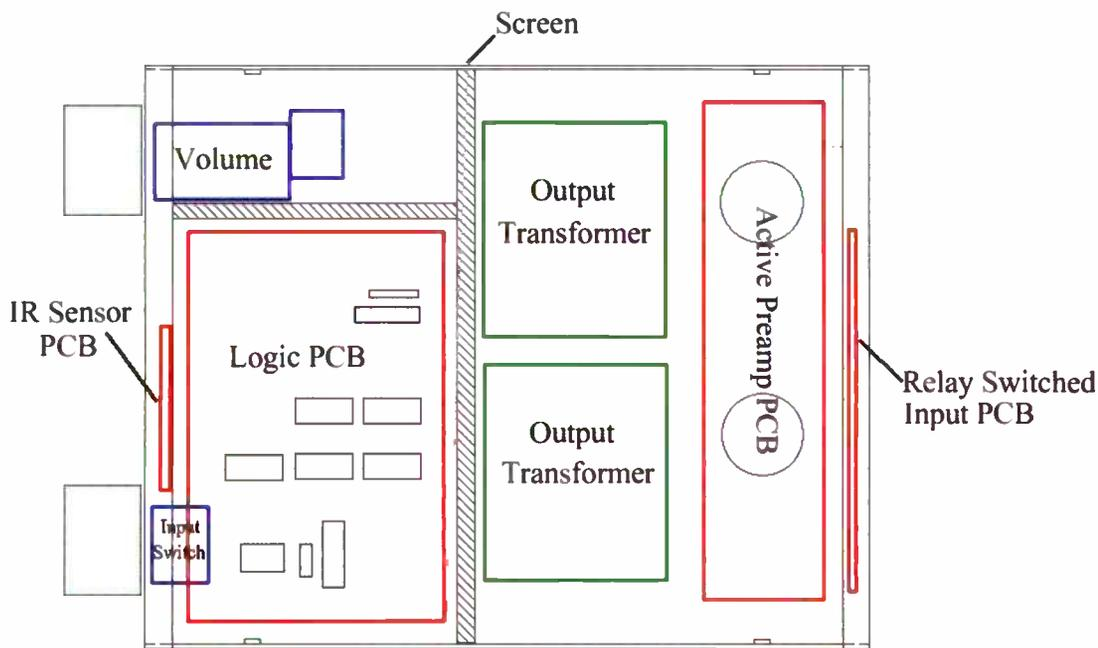 Screen
Volume
Output
Transformer
Active Preamp PCB
IR Sensor
PCB
Logic PCB
Relay Switched
Input PCB
Output
Transformer
Input
Switch